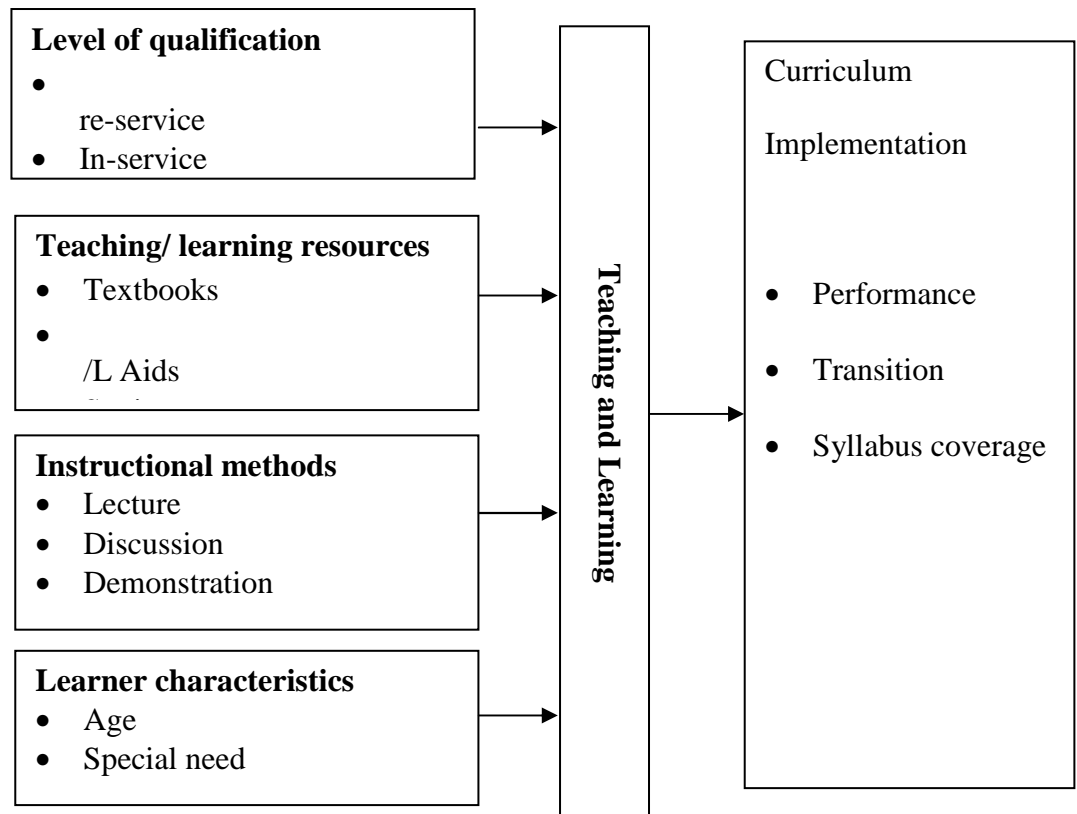 Level of qualification
•
re-service
• In-service
Teaching/ learning resources
• Textbooks
•
/L Aids
Instructional methods
• Lecture
• Discussion
• Demonstration
Learner characteristics
• Age
• Special need
Teaching and Learning
Curriculum
Implementation
• Performance
• Transition
• Syllabus coverage